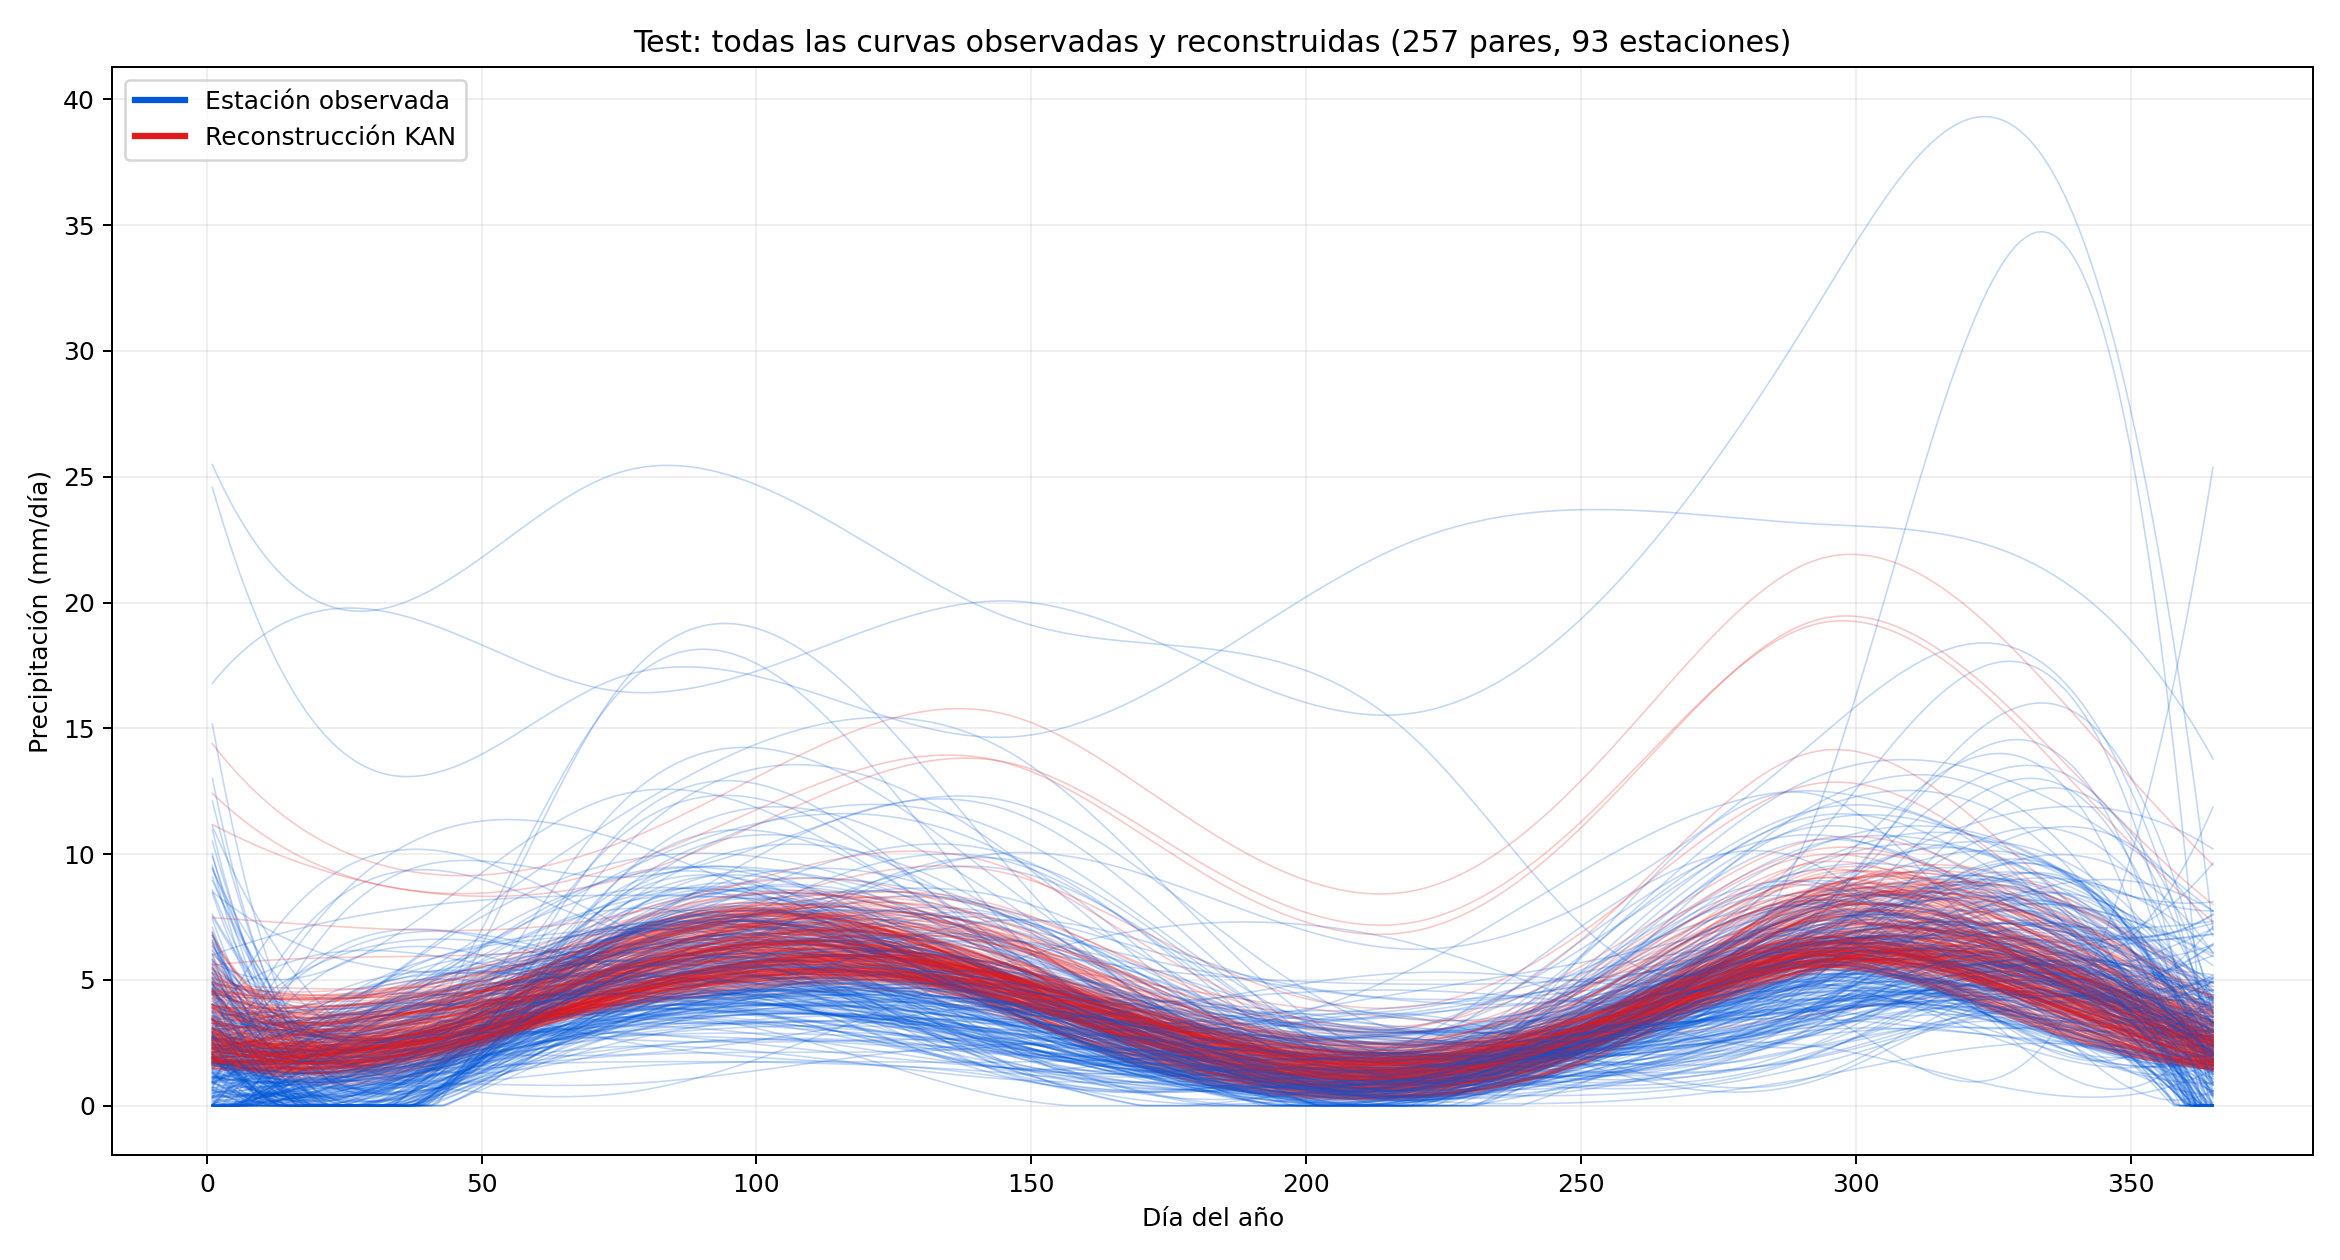 Test: todas las curvas observadas y reconstruidas (257 pares, 93 estaciones)
Estación observada
Reconstrucción KAN
Precipitación (mm/día)
40
35
30
25
20
15
10
5
0
0 50 100 150 200 250 300 350
Día del año